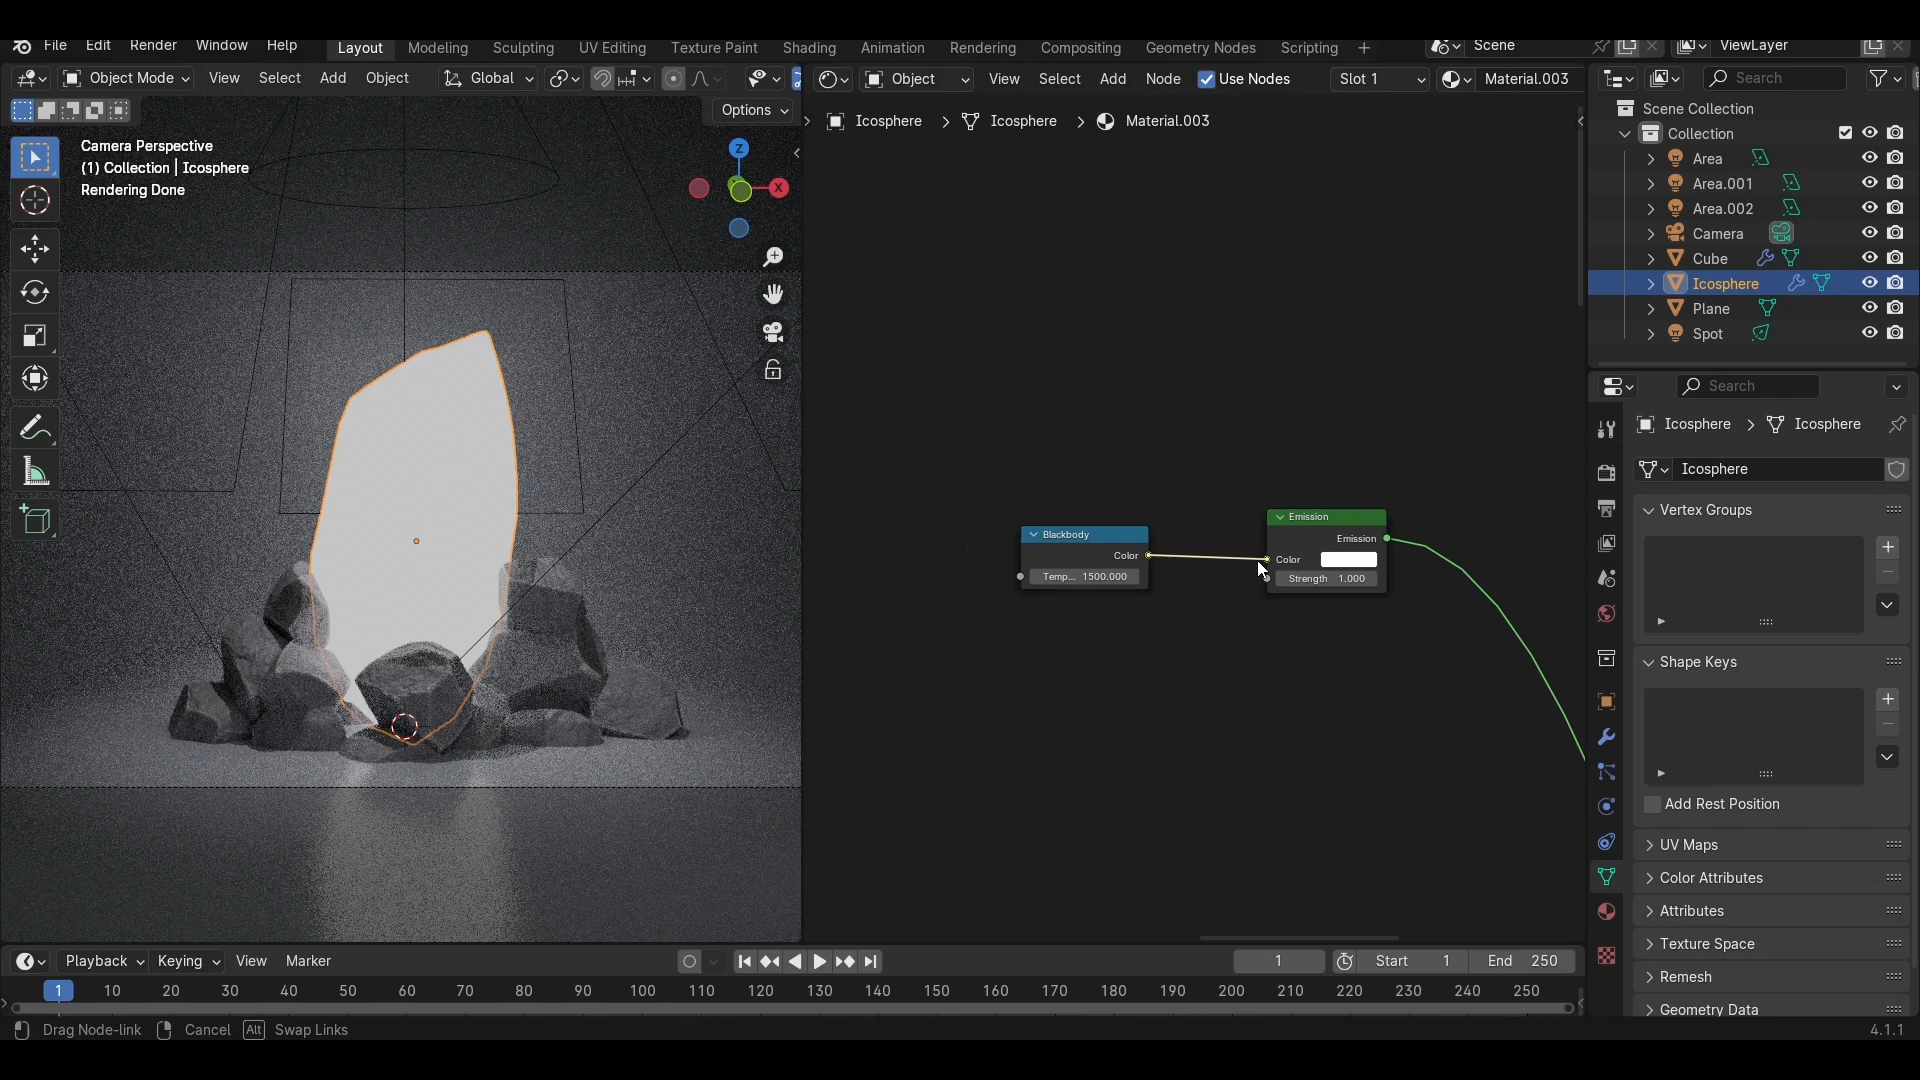 File Edit Render Window Help Layout Modeling Sculpting UV Editing Texture Paint Shading Animation Rendering Compositing Geometry Nodes Scripting + Scene ViewLayer
Object Mode View Select Add Object Global Object View Select Add Node Use Nodes Slot 1 Material.003 Search
Options
Camera Perspective
(1) Collection | Icosphere
Rendering Done
Z
X
Icosphere > Icosphere > Material.003
Blackbody
Color
Temp... 1500.000
Emission
Emission
Color
Strength 1.000
Scene Collection
Collection
Area
Area.001
Area.002
Camera
Cube
Icosphere
Plane
Spot
Search
Icosphere > Icosphere
Icosphere
Vertex Groups
Shape Keys
Add Rest Position
UV Maps
Color Attributes
Attributes
Texture Space
Remesh
Geometry Data
Playback Keying View Marker 1 Start 1 End 250
1 10 20 30 40 50 60 70 80 90 100 110 120 130 140 150 160 170 180 190 200 210 220 230 240 250
Drag Node-link Cancel Alt Swap Links 4.1.1